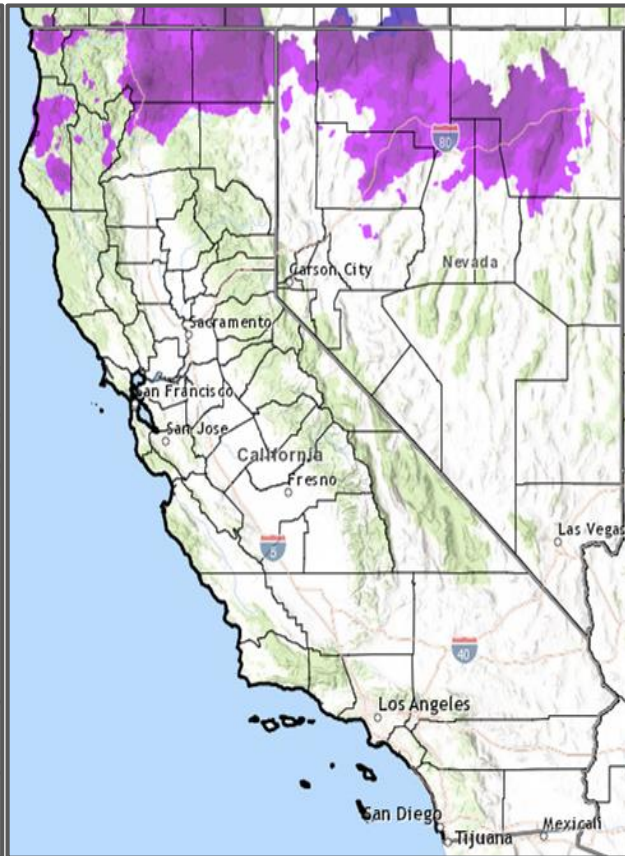 80
Carson City
Nevada
Sacramento
San Francisco
San Jose
California
Fresno
5
Las Vegas
40
Los Angeles
San Diego
Tijuana
Mexicali